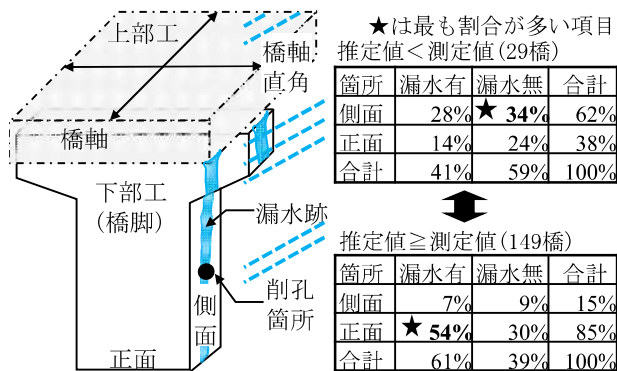 上部工
橋軸
直角
橋軸
下部工
(橋脚)
漏水跡
削孔
箇所
側
面
正面
★は最も割合が多い項目
推定値<測定値(29橋)
箇所 漏水有 漏水無 合計
側面 28% ★ 34% 62%
正面 14% 24% 38%
合計 41% 59% 100%
推定値≧測定値(149橋)
箇所 漏水有 漏水無 合計
側面 7% 9% 15%
正面 ★ 54% 30% 85%
合計 61% 39% 100%